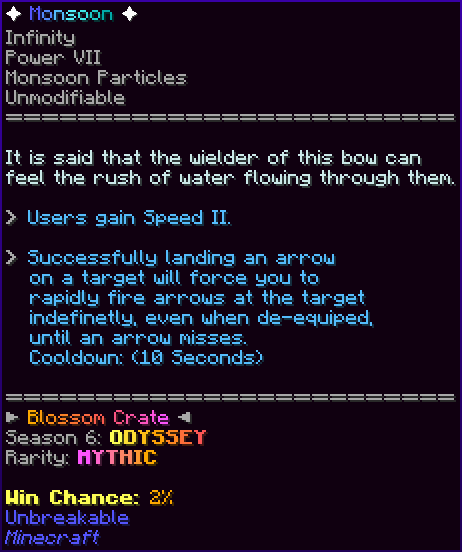 ✦ Monsoon ✦
Infinity
Power VII
Monsoon Particles
Unmodifiable
==============================
It is said that the wielder of this bow can
feel the rush of water flowing through them.
> Users gain Speed II.
> Successfully landing an arrow
on a target will force you to
rapidly fire arrows at the target
indefinetly, even when de-equiped,
until an arrow misses.
Cooldown: (10 Seconds)
==============================
► Blossom Crate ◄
Season 6: ODYSSEY
Rarity: MYTHIC
Win Chance: 2%
Unbreakable
Minecraft